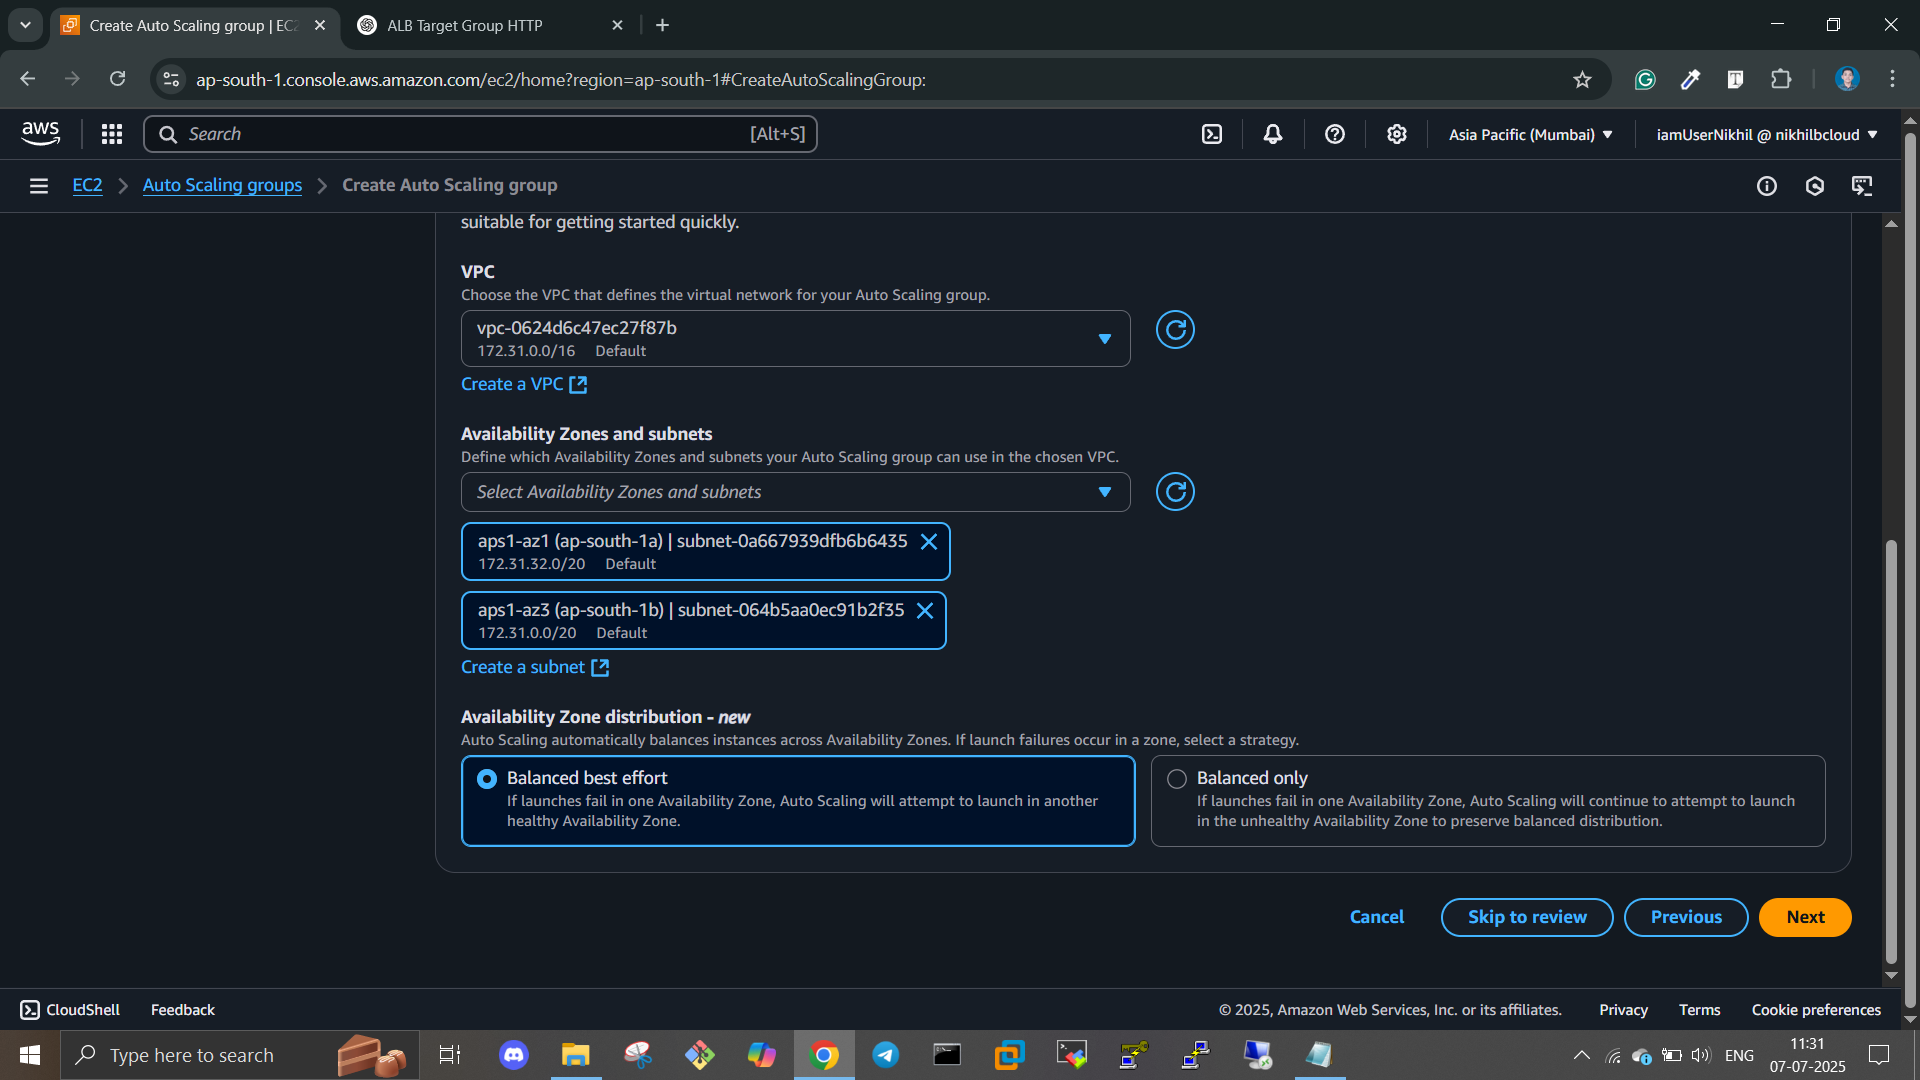 Create Auto Scaling group | EC2
ALB Target Group HTTP
ap-south-1.console.aws.amazon.com/ec2/home?region=ap-south-1#CreateAutoScalingGroup:
aws
Search
[Alt+S]
Asia Pacific (Mumbai)
iamUserNikhil @ nikhilbcloud
EC2
Auto Scaling groups
Create Auto Scaling group
suitable for getting started quickly.
VPC
Choose the VPC that defines the virtual network for your Auto Scaling group.
vpc-0624d6c47ec27f87b
172.31.0.0/16 Default
Create a VPC
Availability Zones and subnets
Define which Availability Zones and subnets your Auto Scaling group can use in the chosen VPC.
Select Availability Zones and subnets
aps1-az1 (ap-south-1a) | subnet-0a667939dfb6b6435
172.31.32.0/20 Default
aps1-az3 (ap-south-1b) | subnet-064b5aa0ec91b2f35
172.31.0.0/20 Default
Create a subnet
Availability Zone distribution - new
Auto Scaling automatically balances instances across Availability Zones. If launch failures occur in a zone, select a strategy.
Balanced best effort
If launches fail in one Availability Zone, Auto Scaling will attempt to launch in another
healthy Availability Zone.
Balanced only
If launches fail in one Availability Zone, Auto Scaling will continue to attempt to launch
in the unhealthy Availability Zone to preserve balanced distribution.
Cancel
Skip to review
Previous
Next
CloudShell
Feedback
© 2025, Amazon Web Services, Inc. or its affiliates.
Privacy
Terms
Cookie preferences
Type here to search
ENG
11:31
07-07-2025